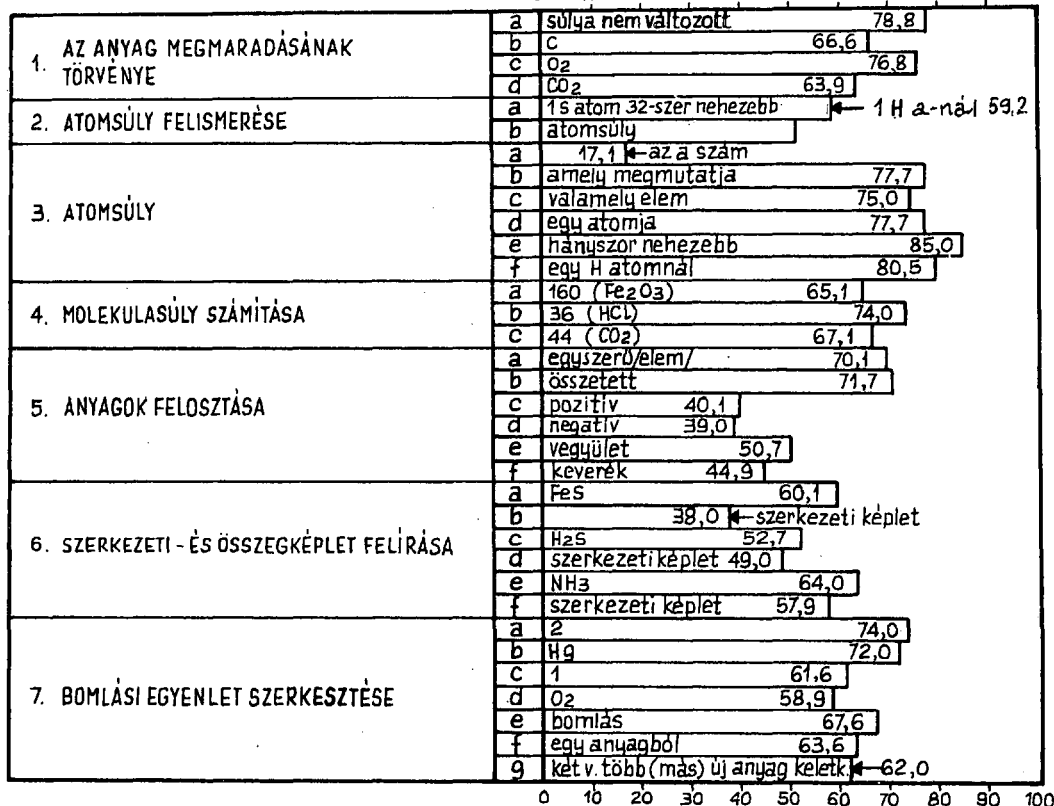 1. AZ ANYAG MEGMARADÁSÁNAK
TÖRVÉNYE
a súlya nem változott 78,8
b C 66,6
c O2 76,8
d CO2 63,9
2. ATOMSÚLY FELISMERÉSE
a 1 s atom 32-szer nehezebb 1 H a-nál 59,2
b atomsúly
3. ATOMSÚLY
a 17,1 az a szám
b amely megmutatja 77,7
c valamely elem 75,0
d egy atomja 77,7
e hányszor nehezebb 85,0
f egy H atomnál 80,5
4. MOLEKULASÚLY SZÁMÍTÁSA
a 160 (Fe2O3) 65,1
b 36 (HCl) 74,0
c 44 (CO2) 67,1
5. ANYAGOK FELOSZTÁSA
a egyszerű/elem/ 70,1
b összetett 71,7
c pozitív 40,1
d negatív 39,0
e vegyület 50,7
f keverék 44,9
6. SZERKEZETI - ÉS ÖSSZEGKÉPLET FELÍRÁSA
a FeS 60,1
b 38,0 szerkezeti képlet
c H2S 52,7
d szerkezeti képlet 49,0
e NH3 64,0
f szerkezeti képlet 57,9
7. BOMLÁSI EGYENLET SZERKESZTÉSE
a 2 74,0
b Hg 72,0
c 1 61,6
d O2 58,9
e bomlás 67,6
f egy anyagból 63,6
g két v. több (más) új anyag keletk. 62,0
0 10 20 30 40 50 60 70 80 90 100